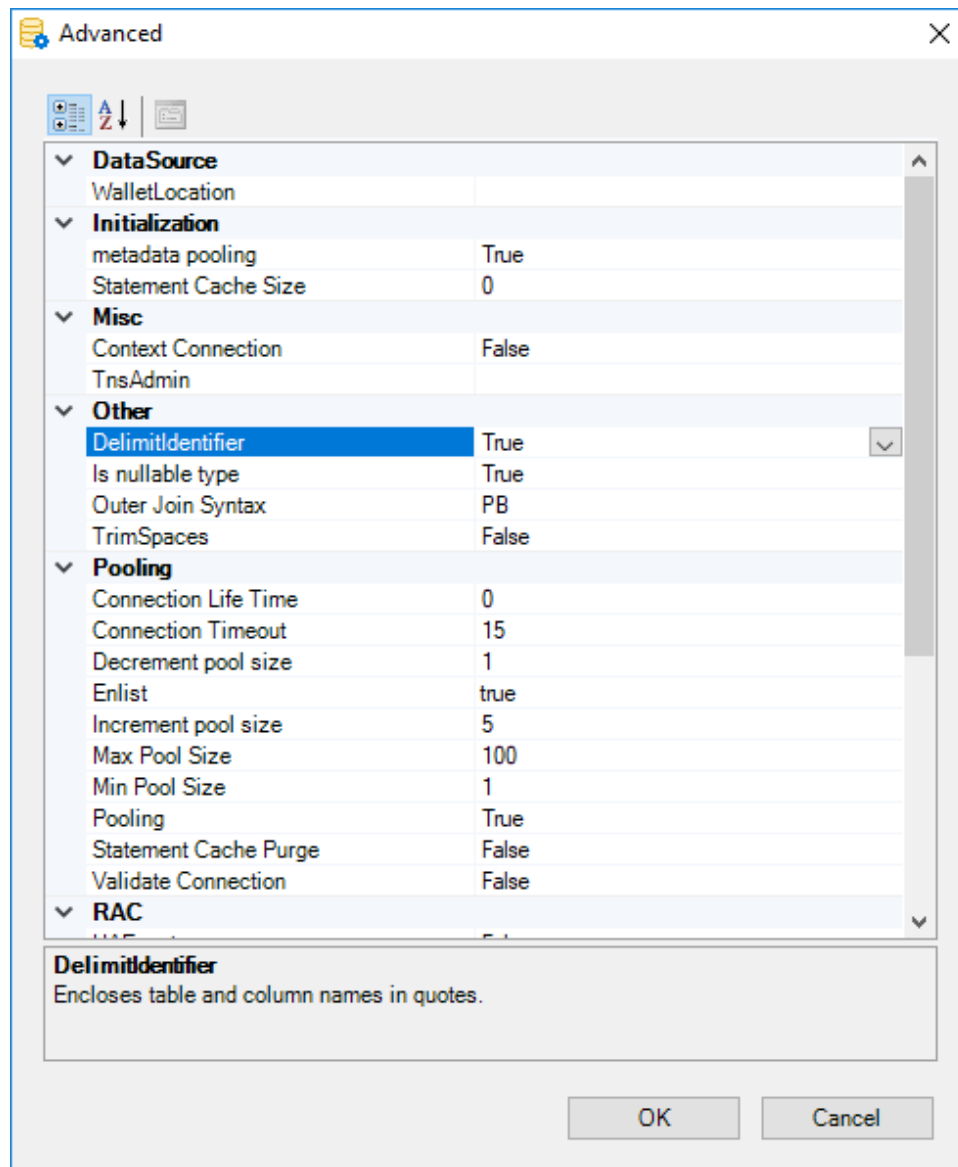 Advanced
DataSource
WalletLocation
Initialization
metadata pooling True
Statement Cache Size 0
Misc
Context Connection False
TnsAdmin
Other
DelimitIdentifier True
Is nullable type True
Outer Join Syntax PB
TrimSpaces False
Pooling
Connection Life Time 0
Connection Timeout 15
Decrement pool size 1
Enlist true
Increment pool size 5
Max Pool Size 100
Min Pool Size 1
Pooling True
Statement Cache Purge False
Validate Connection False
RAC
DelimitIdentifier
Encloses table and column names in quotes.
OK Cancel